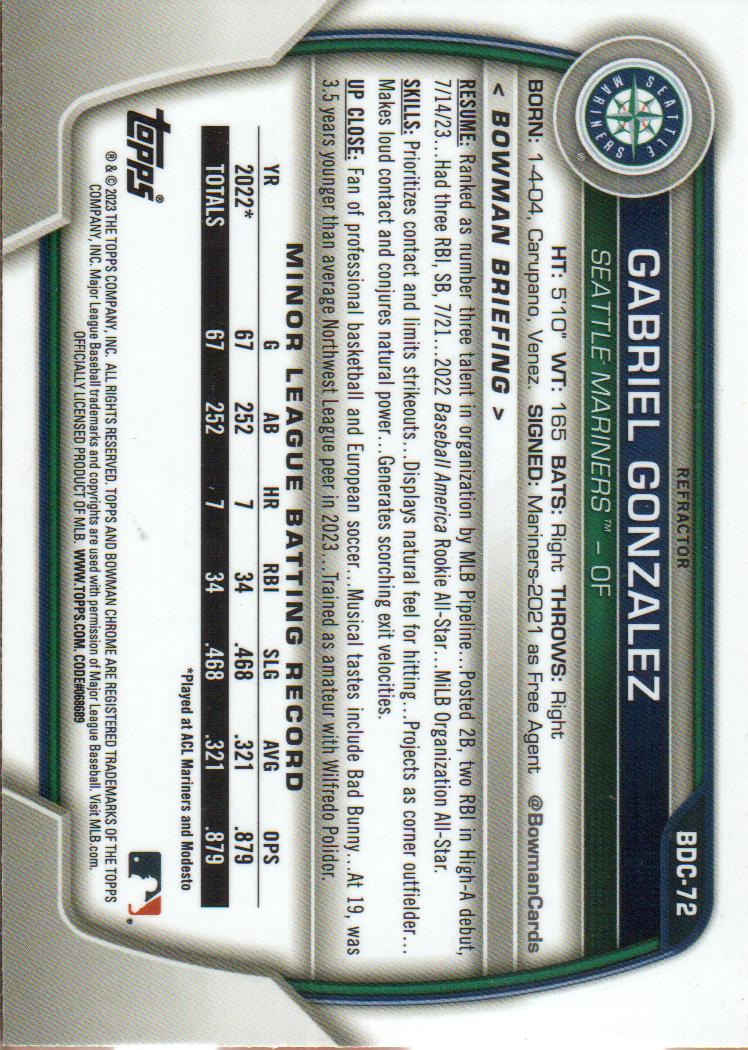 REFRACTOR
BDC-72
GABRIEL GONZALEZ
SEATTLE MARINERS™ – OF
SEATTLE MARINERS ®
HT: 5'10" WT: 165 BATS: Right THROWS: Right
BORN: 1-4-04, Carupano, Venez. SIGNED: Mariners-2021 as Free Agent @BowmanCards
< BOWMAN BRIEFING >
RESUME: Ranked as number three talent in organization by MLB Pipeline...Posted 2B, two RBI in High-A debut,
7/14/23...Had three RBI, SB, 7/21...2022 Baseball America Rookie All-Star...MiLB Organization All-Star.
SKILLS: Prioritizes contact and limits strikeouts...Displays natural feel for hitting...Projects as corner outfielder...
Makes loud contact and conjures natural power...Generates scorching exit velocities.
UP CLOSE: Fan of professional basketball and European soccer...Musical tastes include Bad Bunny...At 19, was
3.5 years younger than average Northwest League peer in 2023...Trained as amateur with Wilfredo Polidor.
MINOR LEAGUE BATTING RECORD
YR G AB HR RBI SLG AVG OPS
2022* 67 252 7 34 .468 .321 .879
TOTALS 67 252 7 34 .468 .321 .879
*Played at ACL Mariners and Modesto
topps®
® & © 2023 THE TOPPS COMPANY, INC. ALL RIGHTS RESERVED. TOPPS AND BOWMAN CHROME ARE REGISTERED TRADEMARKS OF THE TOPPS
COMPANY, INC. Major League Baseball trademarks and copyrights are used with permission of Major League Baseball. Visit MLB.com.
OFFICIALLY LICENSED PRODUCT OF MLB. WWW.TOPPS.COM. CODE#068689